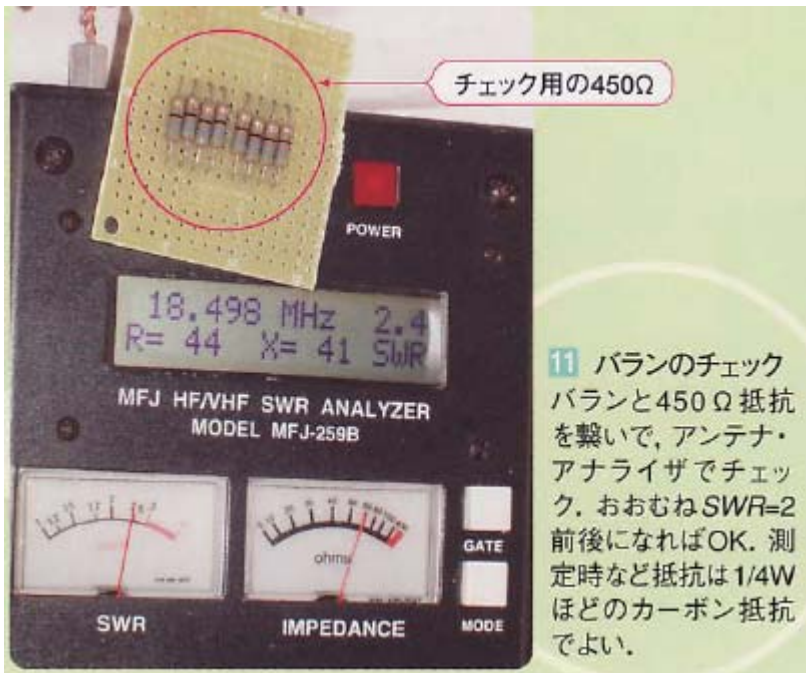 チェック用の450Ω
POWER
18.498 MHz 2.4
R= 44 X= 41 SWR
MFJ HF/VHF SWR ANALYZER
MODEL MFJ-259B
ohms
GATE
MODE
SWR
IMPEDANCE
11 バランのチェック
バランと450Ω抵抗
を繋いで，アンテナ・
アナライザでチェッ
ク．おおむねSWR=2
前後になればOK．測
定時など抵抗は1/4W
ほどのカーボン抵抗
でよい．